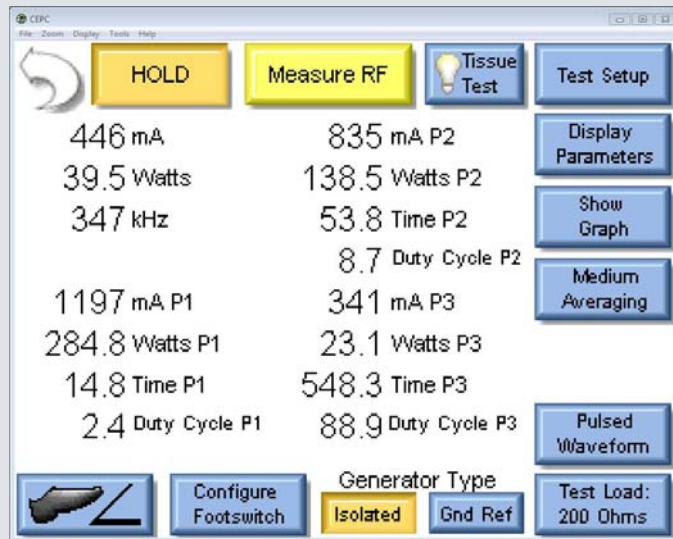 CEPC
File Zoom Display Tools Help
HOLD
Measure RF
Tissue
Test
Test Setup
446 mA
835 mA P2
Display
Parameters
39.5 Watts
138.5 Watts P2
347 kHz
53.8 Time P2
Show
Graph
8.7 Duty Cycle P2
1197 mA P1
341 mA P3
Medium
Averaging
284.8 Watts P1
23.1 Watts P3
14.8 Time P1
548.3 Time P3
2.4 Duty Cycle P1
88.9 Duty Cycle P3
Pulsed
Waveform
Configure
Footswitch
Generator Type
Isolated
Gnd Ref
Test Load:
200 Ohms